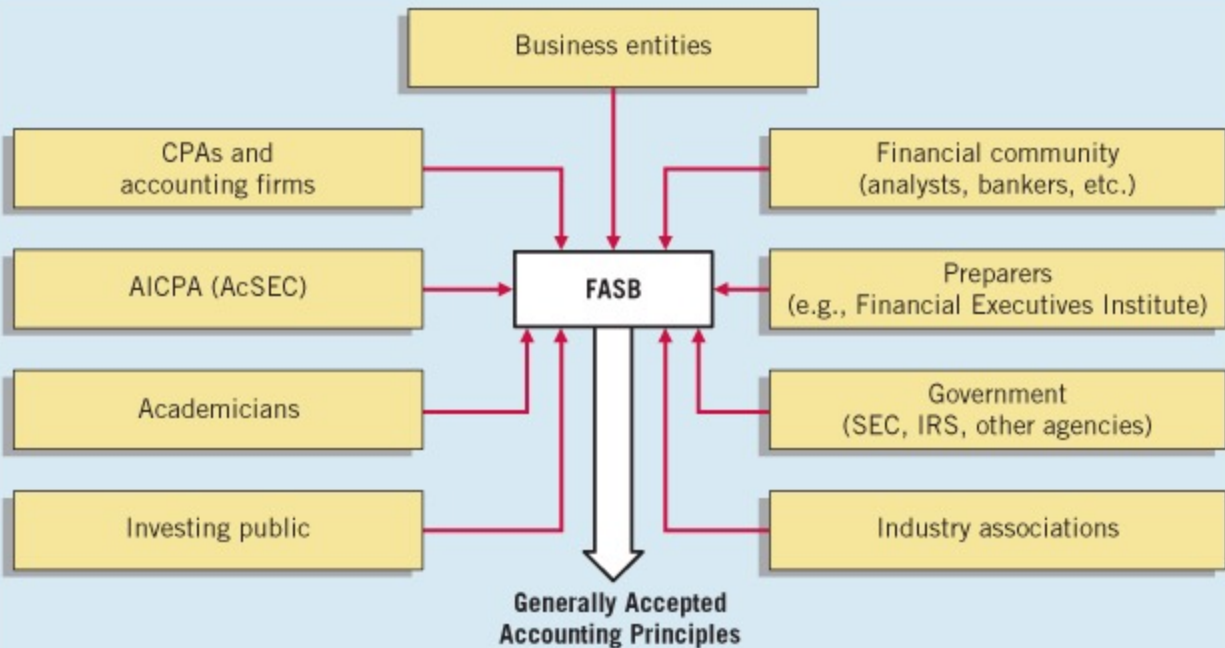 Business entities
CPAs and
accounting firms
Financial community
(analysts, bankers, etc.)
AICPA (AcSEC)
FASB
Preparers
(e.g., Financial Executives Institute)
Academicians
Government
(SEC, IRS, other agencies)
Investing public
Industry associations
Generally Accepted
Accounting Principles